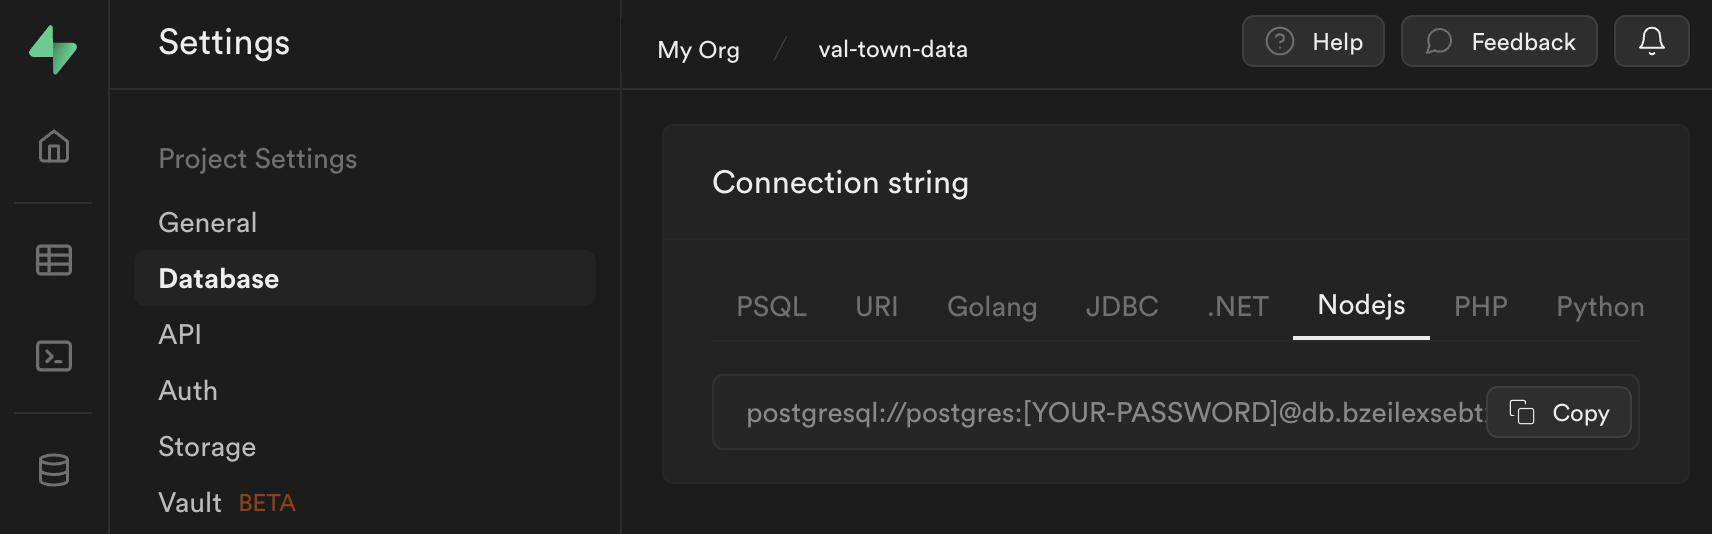 Settings
My Org / val-town-data
Help
Feedback
Project Settings
General
Database
API
Auth
Storage
Vault BETA
Connection string
PSQL URI Golang JDBC .NET Nodejs PHP Python
postgresql://postgres:[YOUR-PASSWORD]@db.bzeilexsebt
Copy